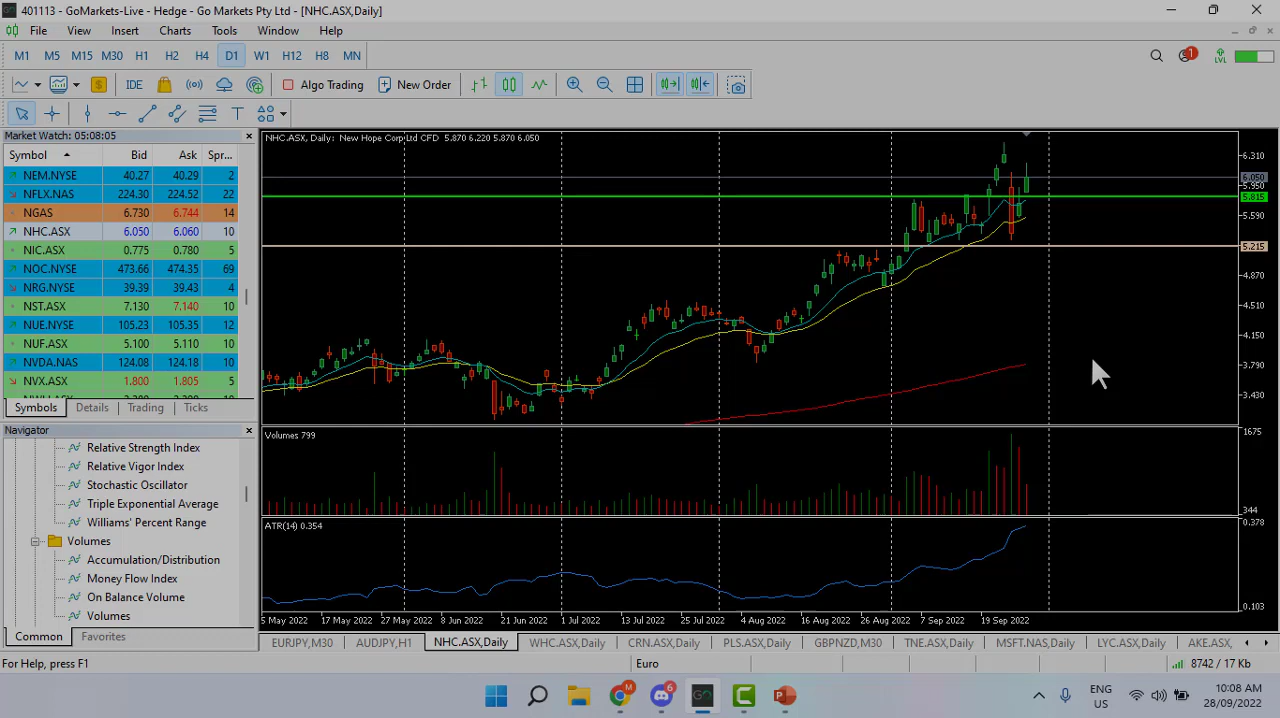 401113 - GoMarkets-Live - Hedge - Go Markets Pty Ltd - [NHC.ASX,Daily]
File View Insert Charts Tools Window Help
M1 M5 M15 M30 H1 H2 H4 D1 W1 H12 H8 MN
1
LVL
IDE Algo Trading New Order
Market Watch: 05:08:05
Symbol Bid Ask Spr...
NEM.NYSE 40.27 40.29 2
NFLX.NAS 224.30 224.52 22
NGAS 6.730 6.744 14
NHC.ASX 6.050 6.060 10
NIC.ASX 0.775 0.780 5
NOC.NYSE 473.66 474.35 69
NRG.NYSE 39.39 39.43 4
NST.ASX 7.130 7.140 10
NUE.NYSE 105.23 105.35 12
NUF.ASX 5.100 5.110 10
NVDA.NAS 124.08 124.18 10
NVX.ASX 1.800 1.805 5
Symbols Details Trading Ticks
Navigator
Relative Strength Index
Relative Vigor Index
Stochastic Oscillator
Triple Exponential Average
Williams' Percent Range
Volumes
Accumulation/Distribution
Money Flow Index
On Balance Volume
Volumes
Common Favorites
NHC.ASX, Daily: New Hope Corp Ltd CFD 5.870 6.220 5.870 6.050
6.310
6.050
5.950
5.815
5.590
5.215
4.870
4.510
4.150
3.790
3.430
Volumes 799
1675
344
ATR(14) 0.354
0.378
0.103
5 May 2022 17 May 2022 27 May 2022 8 Jun 2022 21 Jun 2022 1 Jul 2022 13 Jul 2022 25 Jul 2022 4 Aug 2022 16 Aug 2022 26 Aug 2022 7 Sep 2022 19 Sep 2022
EURJPY,M30 AUDJPY,H1 NHC.ASX,Daily WHC.ASX,Daily CRN.ASX,Daily PLS.ASX,Daily GBPNZD,M30 TNE.ASX,Daily MSFT.NAS,Daily LYC.ASX,Daily AKE.ASX,
For Help, press F1 Euro 8742 / 17 Kb
M 6 GO C P ENG 10:08 AM
US 28/09/2022